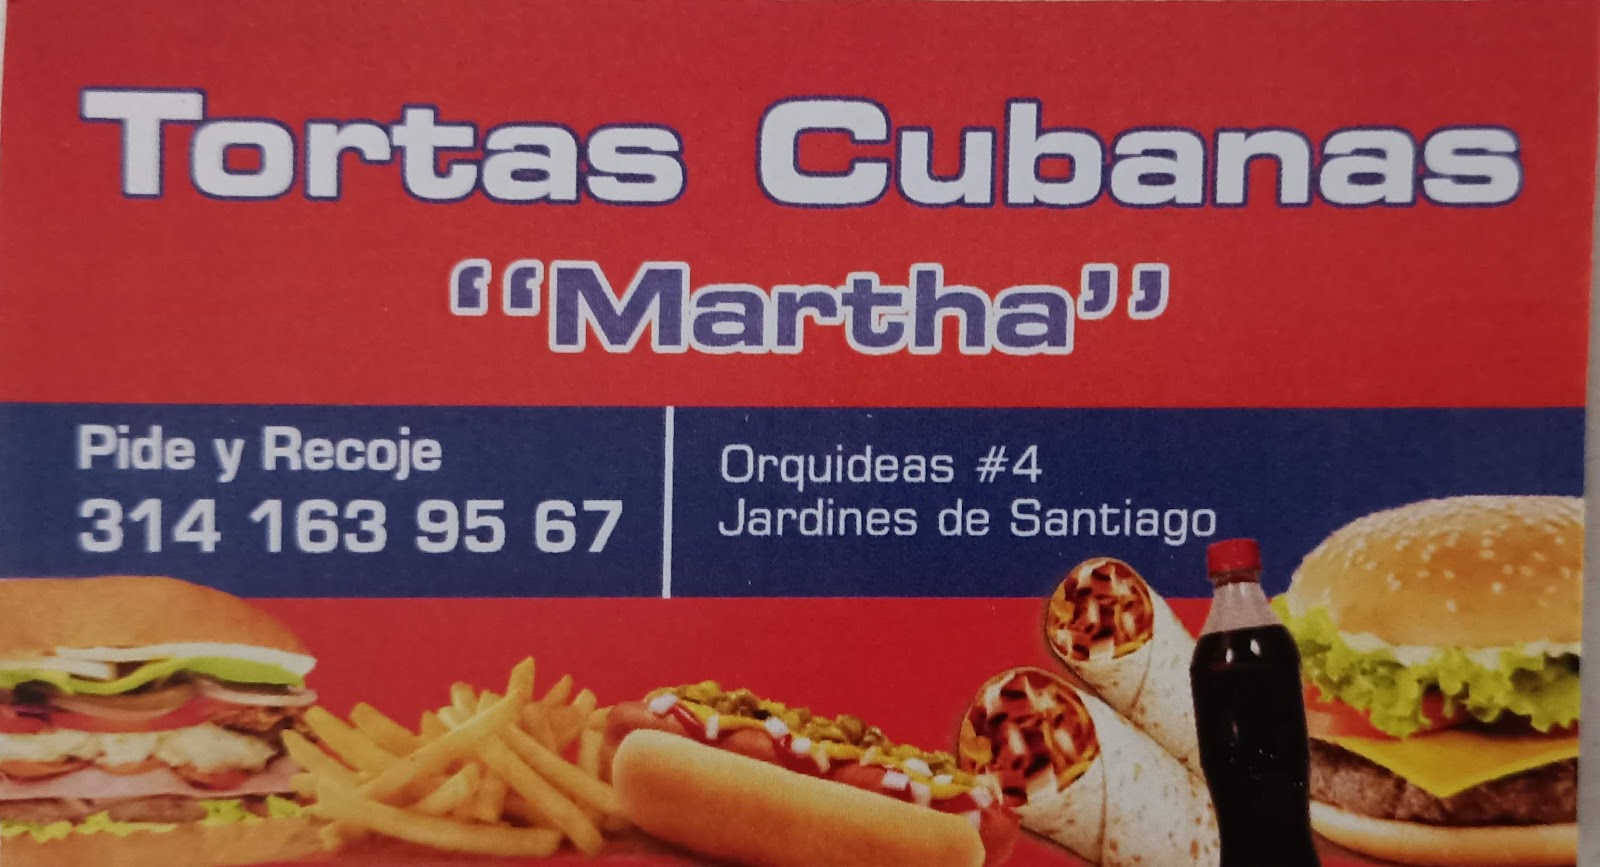 Tortas Cubanas
“Martha”
Pide y Recoje
314 163 95 67
Orquideas #4
Jardines de Santiago